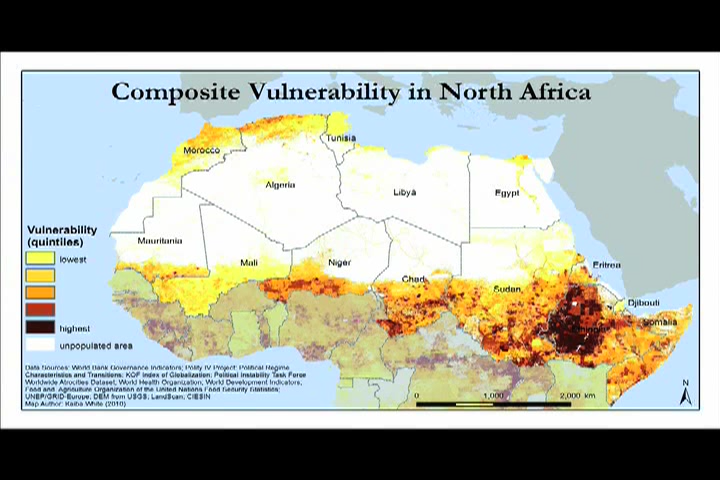 Composite Vulnerability in North Africa
Tunisia
Morocco
Algeria
Libya
Egypt
Mauritania
Mali
Niger
Chad
Sudan
Eritrea
Djibouti
Somalia
Ethiopia
Vulnerability
(quintiles)
lowest
highest
unpopulated area
Data Sources: World Bank Governance Indicators; Polity IV Project: Political Regime
Characteristics and Transitions; KOF Index of Globalization; Political Instability Task Force
Worldwide Atrocities Dataset; World Health Organization; World Development Indicators;
Food and Agriculture Organization of the United Nations Food Security Statistics;
UNEP/GRID-Europe; DEM from USGS; LandScan; CIESIN
Map Author: Kaiba White (2010)
0 1,000 2,000 km
N